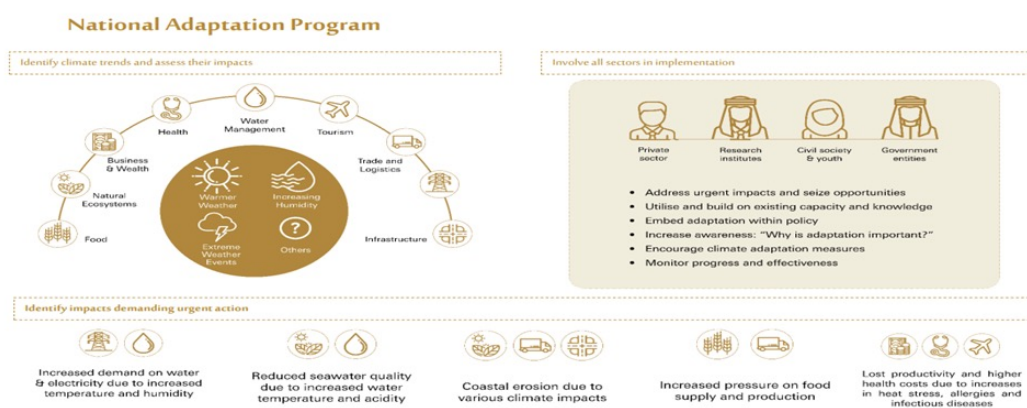 National Adaptation Program
Identify climate trends and assess their impacts
Food
Natural
Ecosystems
Business
& Wealth
Health
Water
Management
Tourism
Trade and
Logistics
Infrastructure
Warmer
Weather
Increasing
Humidity
Extreme
Weather
Events
?
Others
Involve all sectors in implementation
Private
sector
Research
institutes
Civil society
& youth
Government
entities
• Address urgent impacts and seize opportunities
• Utilise and build on existing capacity and knowledge
• Embed adaptation within policy
• Increase awareness: "Why is adaptation important?"
• Encourage climate adaptation measures
• Monitor progress and effectiveness
Identify impacts demanding urgent action
Increased demand on water
& electricity due to increased
temperature and humidity
Reduced seawater quality
due to increased water
temperature and acidity
Coastal erosion due to
various climate impacts
Increased pressure on food
supply and production
Lost productivity and higher
health costs due to increases
in heat stress, allergies and
infectious diseases